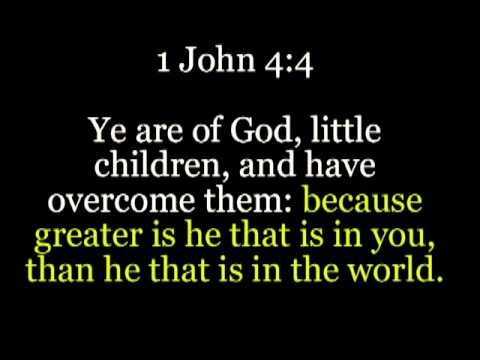 1 John 4:4
Ye are of God, little
children, and have
overcome them: because
greater is he that is in you,
than he that is in the world.